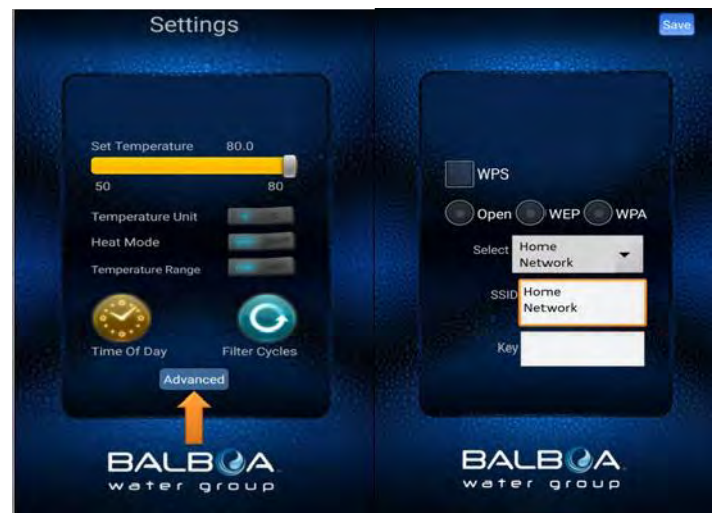 Settings
Set Temperature 80.0
50 80
Temperature Unit
Heat Mode
Temperature Range
Time Of Day Filter Cycles
Advanced
BALBOA
water group
Save
WPS
Open WEP WPA
Select Home
Network
SSID Home
Network
Key
BALBOA
water group